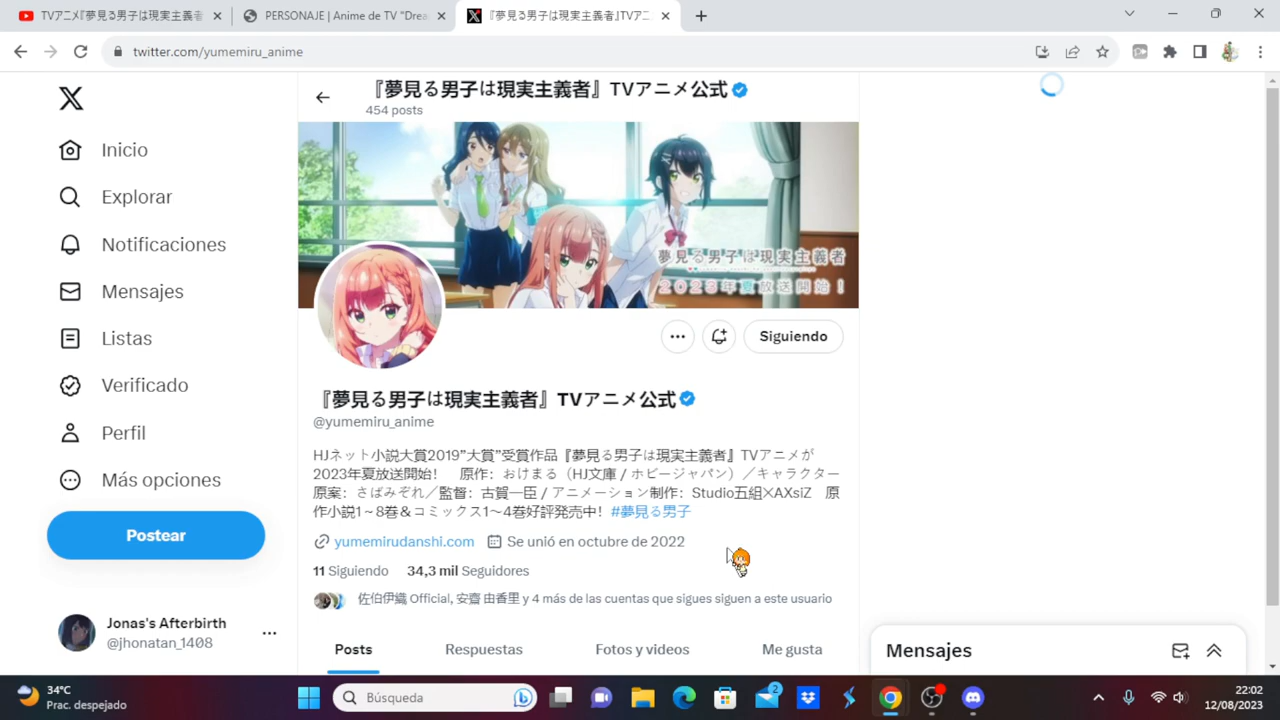 TVアニメ『夢見る男子は現実主義者
PERSONAJE | Anime de TV "Drea
『夢見る男子は現実主義者』TVアニ
twitter.com/yumemiru_anime
『夢見る男子は現実主義者』TVアニメ公式
454 posts
Inicio
Explorar
Notificaciones
Mensajes
Listas
Verificado
Perfil
Más opciones
Postear
Jonas's Afterbirth
@jhonatan_1408
夢見る男子は現実主義者
2023年夏放送開始!
Siguiendo
『夢見る男子は現実主義者』TVアニメ公式
@yumemiru_anime
HJネット小説大賞2019”大賞”受賞作品『夢見る男子は現実主義者』TVアニメが
2023年夏放送開始! 原作:おけまる(HJ文庫 / ホビージャパン)/キャラクター
原案:さばみぞれ/監督:古賀一臣 / アニメーション制作:Studio五組×AXsiZ 原
作小説1~8巻&コミックス1~4巻好評発売中! #夢見る男子
yumemirudanshi.com Se unió en octubre de 2022
11 Siguiendo 34,3 mil Seguidores
佐伯伊織 Official, 安齋 由香里 y 4 más de las cuentas que sigues siguen a este usuario
Posts Respuestas Fotos y videos Me gusta
Mensajes
34°C
Prac. despejado
Búsqueda
2
22:02
12/08/2023